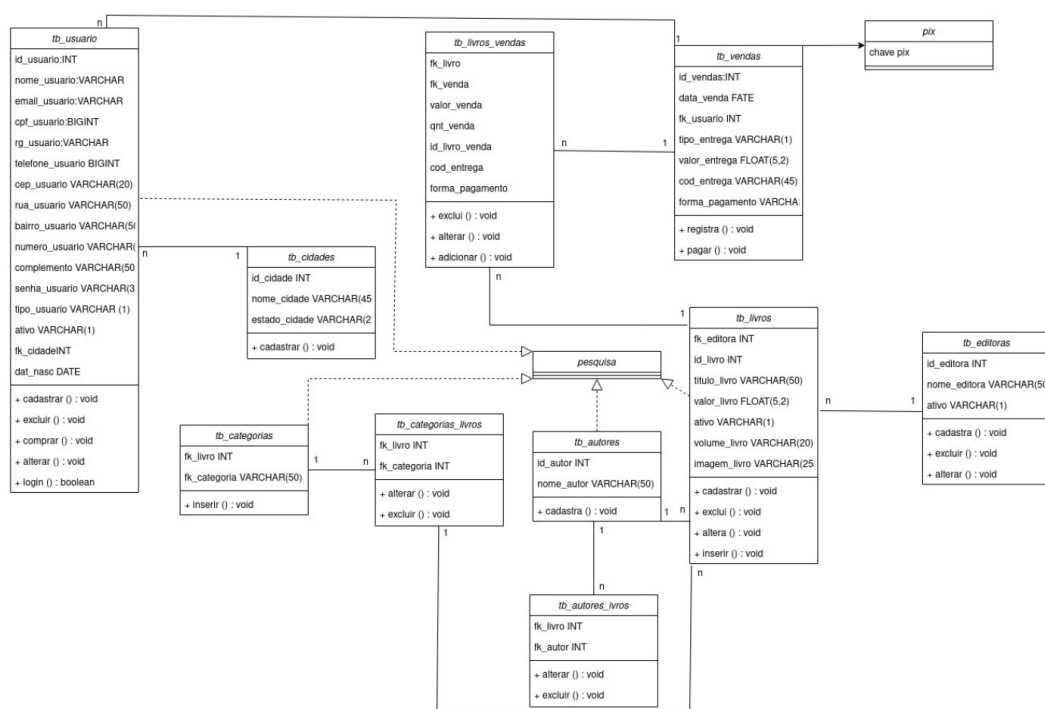 tb_usuario
id_usuario:INT
nome_usuario:VARCHAR
email_usuario:VARCHAR
cpf_usuario:BIGINT
rg_usuario:VARCHAR
telefone_usuario BIGINT
cep_usuario VARCHAR(20)
rua_usuario VARCHAR(50)
bairro_usuario VARCHAR(5(
numero_usuario VARCHAR(
complemento VARCHAR(50
senha_usuario VARCHAR(3
tipo_usuario VARCHAR (1)
ativo VARCHAR(1)
fk_cidadeINT
dat_nasc DATE
+ cadastrar () : void
+ excluir () : void
+ comprar () : void
+ alterar () : void
+ login () : boolean
n
1
n
1
tb_cidades
id_cidade INT
nome_cidade VARCHAR(45
estado_cidade VARCHAR(2
+ cadastrar () : void
tb_livros_vendas
fk_livro
fk_venda
valor_venda
qnt_venda
id_livro_venda
cod_entrega
forma_pagamento
+ exclui () : void
+ alterar () : void
+ adicionar () : void
n
1
n
1
tb_vendas
id_vendas:INT
data_venda FATE
fk_usuario INT
tipo_entrega VARCHAR(1)
valor_entrega FLOAT(5,2)
cod_entrega VARCHAR(45)
forma_pagamento VARCHA
+ registra () : void
+ pagar () : void
pix
chave pix
tb_livros
fk_editora INT
id_livro INT
titulo_livro VARCHAR(50)
valor_livro FLOAT(5,2)
ativo VARCHAR(1)
volume_livro VARCHAR(20)
imagem_livro VARCHAR(25
+ cadastrar () : void
+ exclui () : void
+ altera () : void
+ inserir () : void
n
1
tb_editoras
id_editora INT
nome_editora VARCHAR(50
ativo VARCHAR(1)
+ cadastra () : void
+ excluir () : void
+ alterar () : void
pesquisa
tb_categorias
fk_livro INT
fk_categoria VARCHAR(50)
+ inserir () : void
1
n
tb_categorias_livros
fk_livro INT
fk_categoria INT
+ alterar () : void
+ excluir () : void
1
n
tb_autores
id_autor INT
nome_autor VARCHAR(50)
+ cadastra () : void
1
n
1
n
tb_autores_ivros
fk_livro INT
fk_autor INT
+ alterar () : void
+ excluir () : void